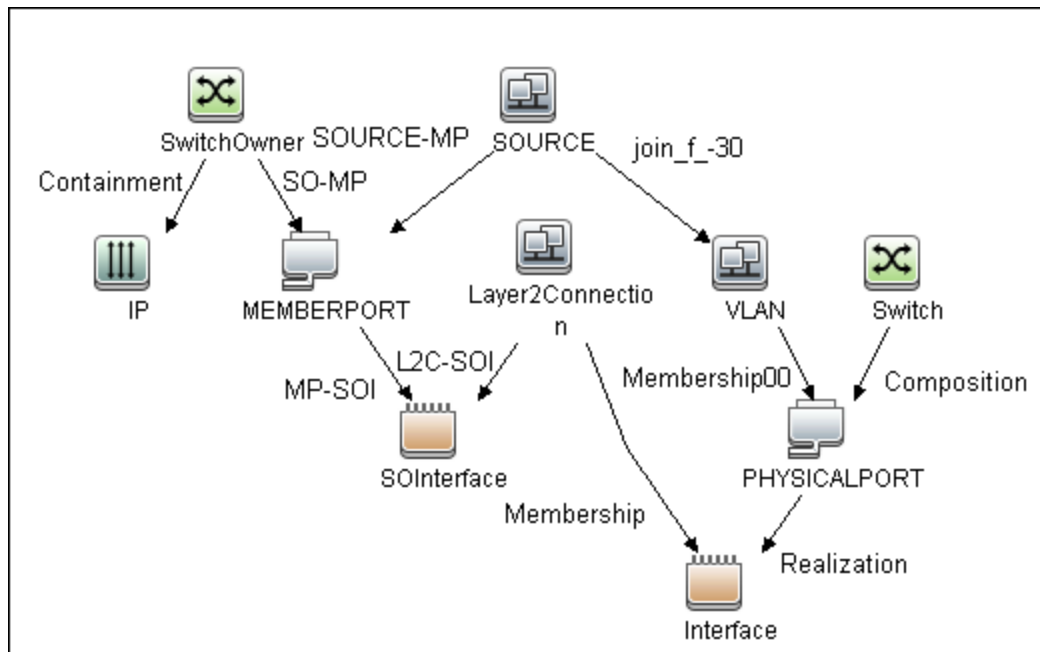 SwitchOwner
SOURCE-MP
SOURCE
join_f_-30
Containment
SO-MP
IP
MEMBERPORT
Layer2Connectio
n
VLAN
Switch
L2C-SOI
MP-SOI
Membership00
Composition
SOInterface
PHYSICALPORT
Membership
Realization
Interface